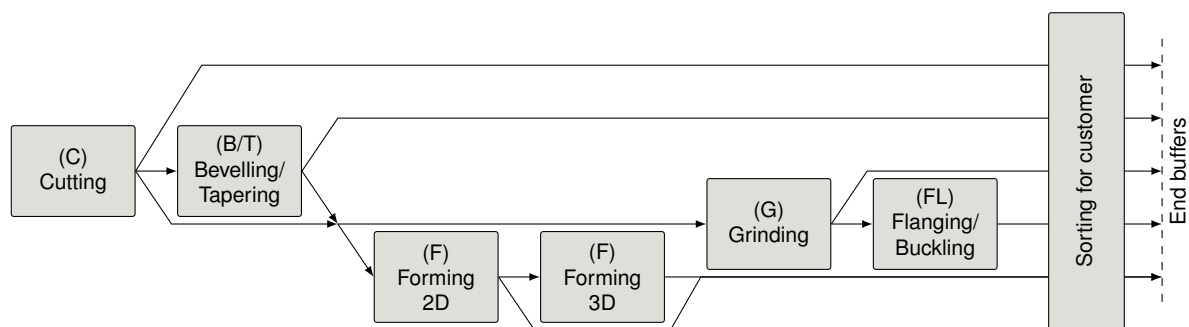 (C)
Cutting
(B/T)
Bevelling/
Tapering
(F)
Forming
2D
(F)
Forming
3D
(G)
Grinding
(FL)
Flanging/
Buckling
Sorting for customer
End buffers